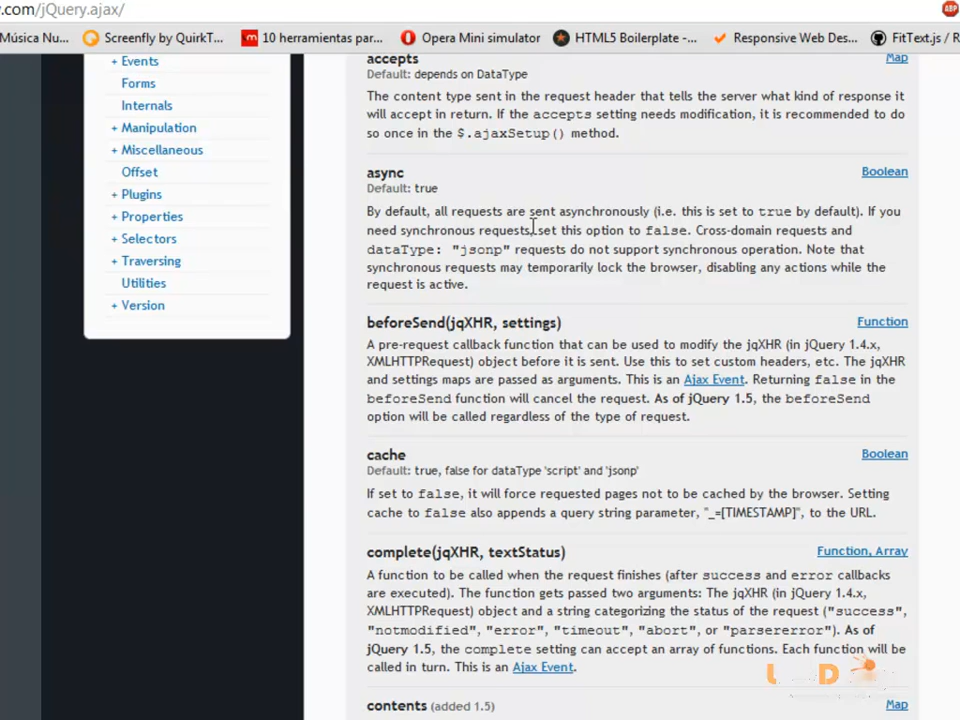 .com/jQuery.ajax/
ABP
Música Nu...
Screenfly by QuirkT...
m
10 herramientas par...
Opera Mini simulator
HTML5 Boilerplate -...
Responsive Web Des...
FitText.js / R
+ Events
Forms
Internals
+ Manipulation
+ Miscellaneous
Offset
+ Plugins
+ Properties
+ Selectors
+ Traversing
Utilities
+ Version
accepts Map
Default: depends on DataType
The content type sent in the request header that tells the server what kind of response it
will accept in return. If the accepts setting needs modification, it is recommended to do
so once in the $.ajaxSetup() method.
async Boolean
Default: true
By default, all requests are sent asynchronously (i.e. this is set to true by default). If you
need synchronous requests, set this option to false. Cross-domain requests and
dataType: "jsonp" requests do not support synchronous operation. Note that
synchronous requests may temporarily lock the browser, disabling any actions while the
request is active.
beforeSend(jqXHR, settings) Function
A pre-request callback function that can be used to modify the jqXHR (in jQuery 1.4.x,
XMLHTTPRequest) object before it is sent. Use this to set custom headers, etc. The jqXHR
and settings maps are passed as arguments. This is an Ajax Event. Returning false in the
beforeSend function will cancel the request. As of jQuery 1.5, the beforeSend
option will be called regardless of the type of request.
cache Boolean
Default: true, false for dataType 'script' and 'jsonp'
If set to false, it will force requested pages not to be cached by the browser. Setting
cache to false also appends a query string parameter, "_=[TIMESTAMP]", to the URL.
complete(jqXHR, textStatus) Function, Array
A function to be called when the request finishes (after success and error callbacks
are executed). The function gets passed two arguments: The jqXHR (in jQuery 1.4.x,
XMLHTTPRequest) object and a string categorizing the status of the request ("success",
"notmodified", "error", "timeout", "abort", or "parsererror"). As of
jQuery 1.5, the complete setting can accept an array of functions. Each function will be
called in turn. This is an Ajax Event.
contents (added 1.5) Map